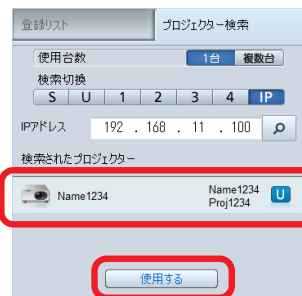 登録リスト プロジェクター検索
使用台数 1台 複数台
検索切換
S U 1 2 3 4 IP
IPアドレス 192 . 168 . 11 . 100
検索されたプロジェクター
Name1234 Name1234 U
Proj1234
使用する